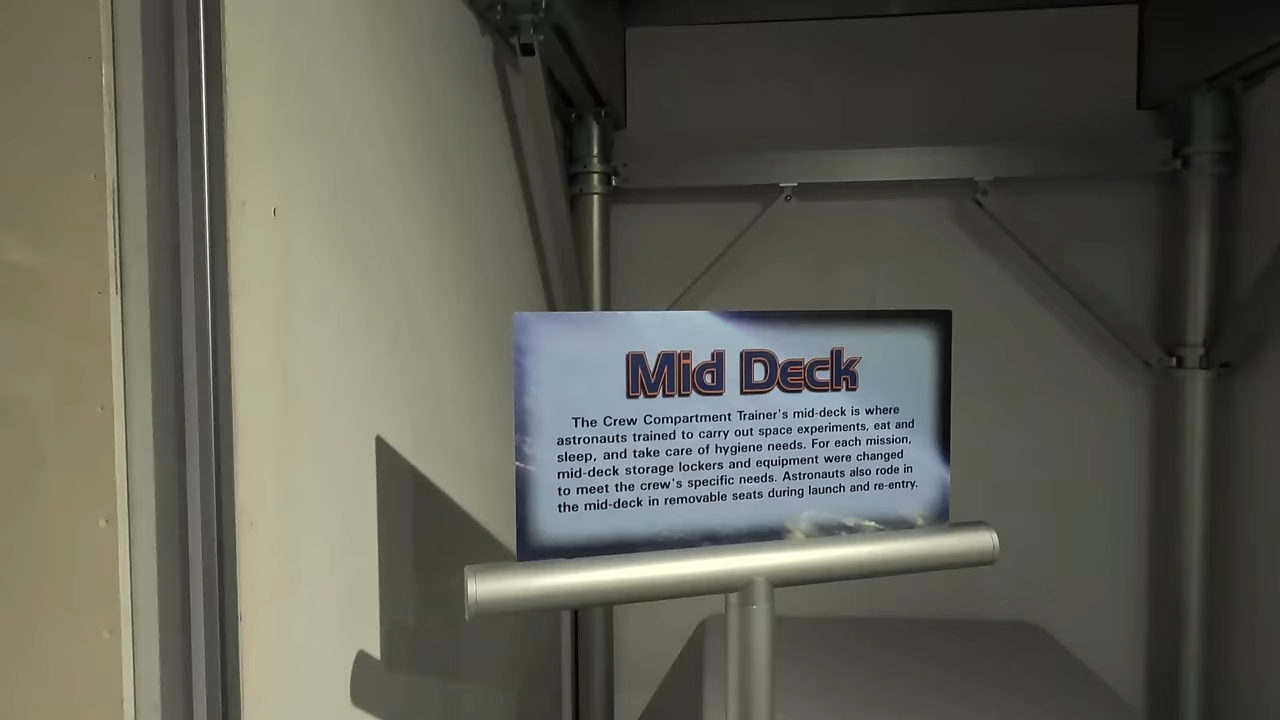 Mid Deck
The Crew Compartment Trainer's mid-deck is where
astronauts trained to carry out space experiments, eat and
sleep, and take care of hygiene needs. For each mission,
mid-deck storage lockers and equipment were changed
to meet the crew's specific needs. Astronauts also rode in
the mid-deck in removable seats during launch and re-entry.